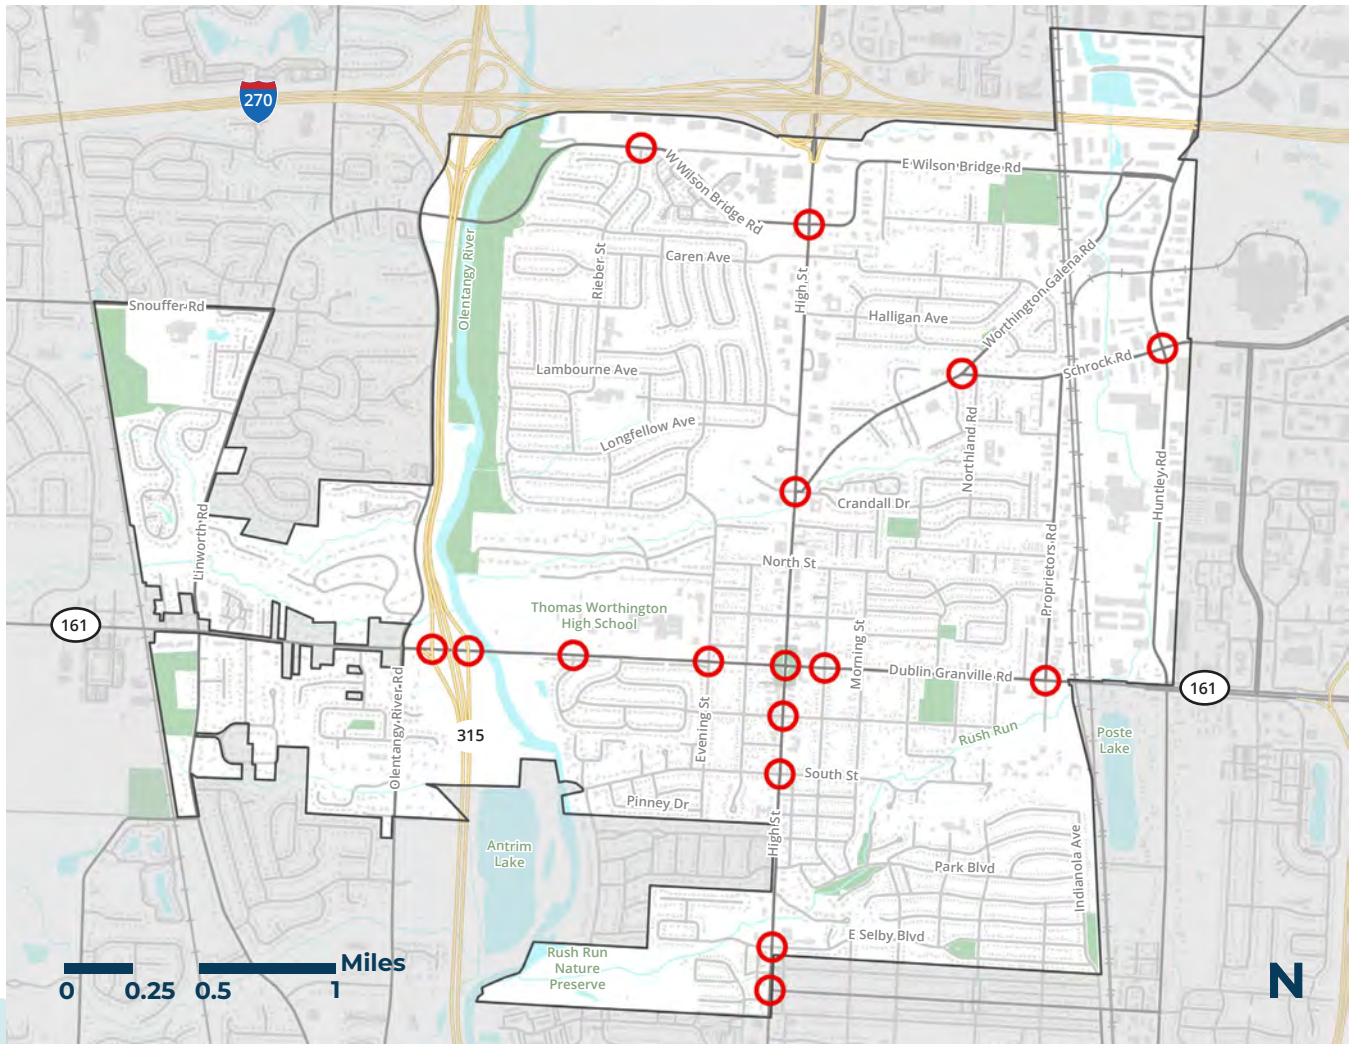 270
W Wilson Bridge Rd
E Wilson Bridge Rd
Olentangy River
Rieber St
Caren Ave
High St
Worthington Galena Rd
Snouffer Rd
Halligan Ave
Schrock Rd
Lambourne Ave
Longfellow Ave
Northland Rd
Huntley Rd
Crandall Dr
Linworth Rd
North St
Proprietors Rd
161
Thomas Worthington
High School
Morning St
Dublin Granville Rd
161
Olentangy River Rd
315
Evening St
Rush Run
Poste
Lake
South St
Pinney Dr
High St
Antrim
Lake
Park Blvd
Indianola Ave
E Selby Blvd
Rush Run
Nature
Preserve
Miles
0 0.25 0.5 1
N